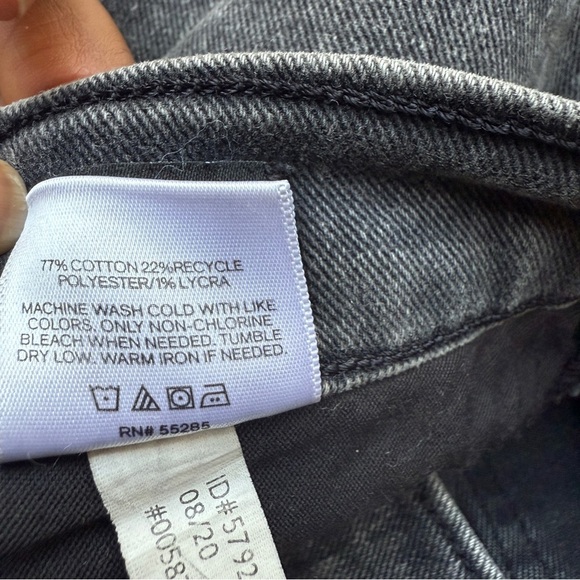 77% COTTON 22%RECYCLE
POLYESTER/1% LYCRA
MACHINE WASH COLD WITH LIKE
COLORS. ONLY NON-CHLORINE
BLEACH WHEN NEEDED. TUMBLE
DRY LOW. WARM IRON IF NEEDED.
RN# 55285
ID#5792
08/20
#0058